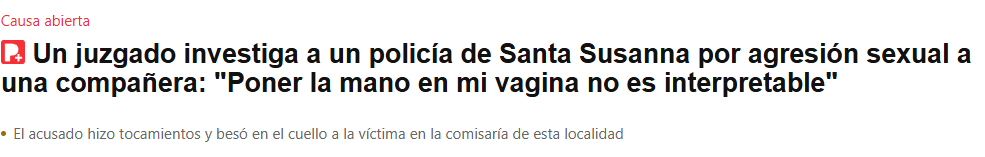 Causa abierta
P+ Un juzgado investiga a un policía de Santa Susanna por agresión sexual a
una compañera: "Poner la mano en mi vagina no es interpretable"
• El acusado hizo tocamientos y besó en el cuello a la víctima en la comisaría de esta localidad